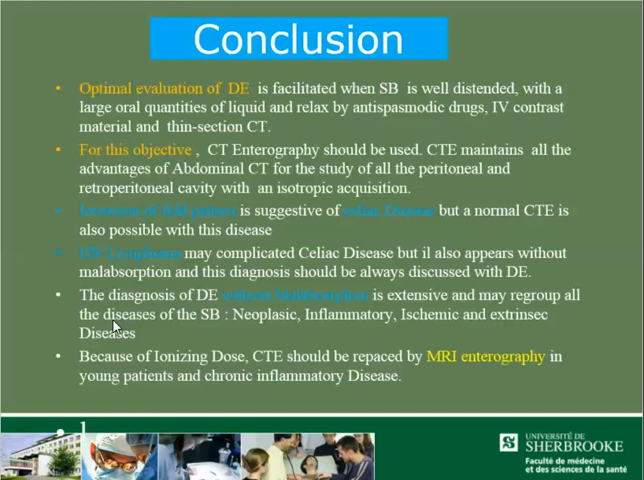 Conclusion
• Optimal evaluation of DE is facilitated when SB is well distended, with a
large oral quantities of liquid and relax by antispasmodic drugs, IV contrast
material and thin-section CT.
• For this objective , CT Enterography should be used. CTE maintains all the
advantages of Abdominal CT for the study of all the peritoneal and
retroperitoneal cavity with an isotropic acquisition.
• Inversion of fold pattern is suggestive of celiac Disease but a normal CTE is
also possible with this disease
• Lymphoma may complicated Celiac Disease but il also appears without
malabsorption and this diagnosis should be always discussed with DE.
• The diasgnosis of DE without Malabsorption is extensive and may regroup all
the diseases of the SB : Neoplasic, Inflammatory, Ischemic and extrinsec
Diseases
• Because of Ionizing Dose, CTE should be repaced by MRI enterography in
young patients and chronic inflammatory Disease.
UNIVERSITÉ DE
SHERBROOKE
Faculté de médecine
et des sciences de la santé